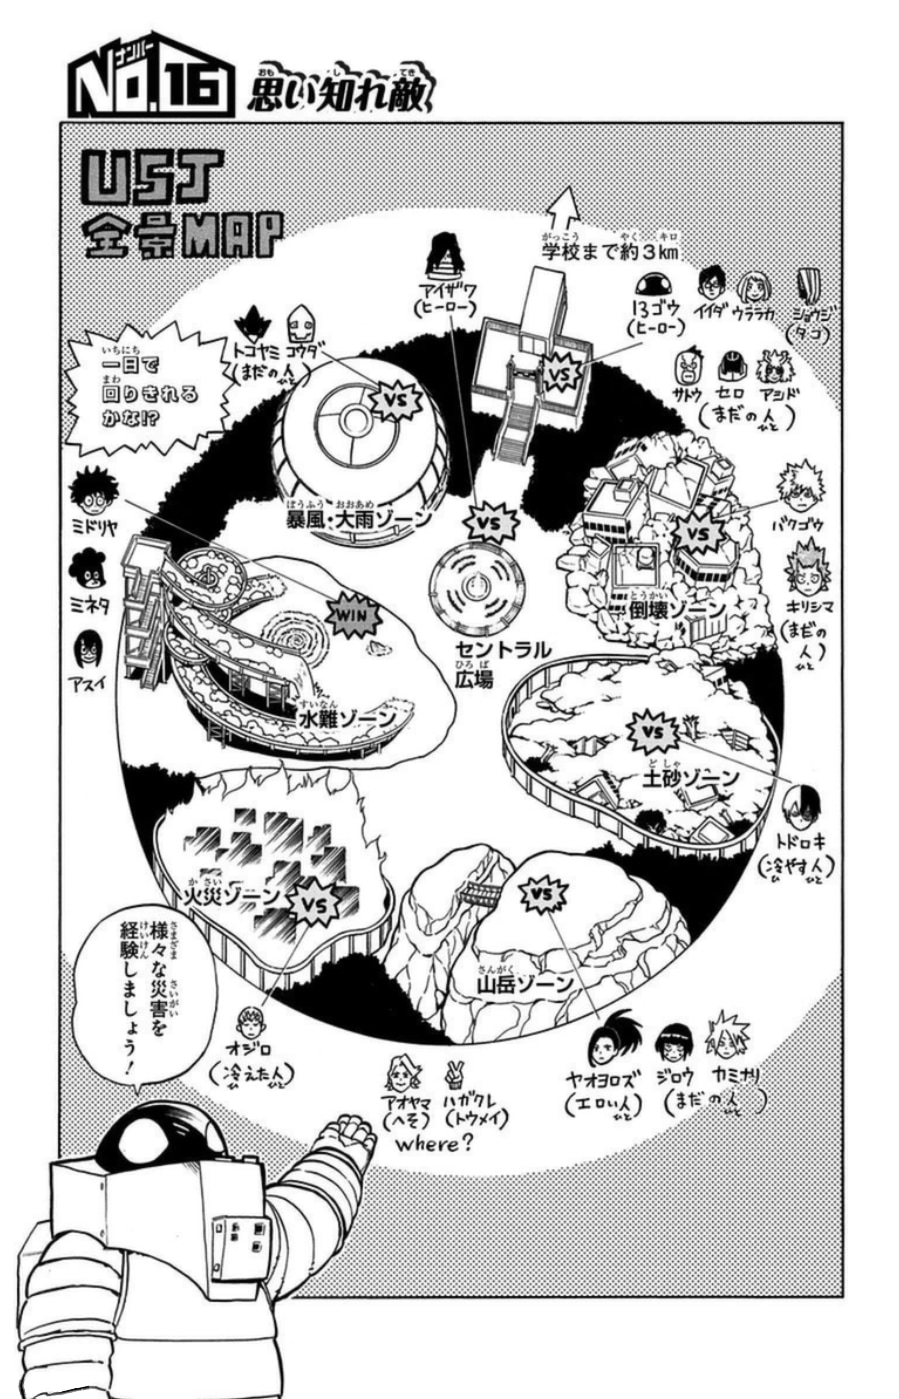 ナンバー
No.16
思い知れ敵
USJ
全景MAP
学校まで約3km
アイザワ
(ヒーロー)
13ゴウ
(ヒーロー)
イイダ
ウララカ
ショウジ
(タコ)
トコヤミ
コウダ
(まだの人)
一日で
回りきれる
かな!?
サトウ
セロ
アシド
(まだの人)
VS
VS
暴風・大雨ゾーン
ミドリヤ
ミネタ
アスイ
VS
VS
バクゴウ
キリシマ
(まだの
人)
倒壊ゾーン
WIN
セントラル
広場
水難ゾーン
VS
土砂ゾーン
トドロキ
(冷やす人)
火災ゾーン
VS
VS
山岳ゾーン
様々な災害を
経験しましょう!
オジロ
(冷えた人)
アオヤマ
(へそ)
ハガクレ
(トウメイ)
where?
ヤオヨロズ
(エロい人)
ジロウ
カミナリ
(まだの人)